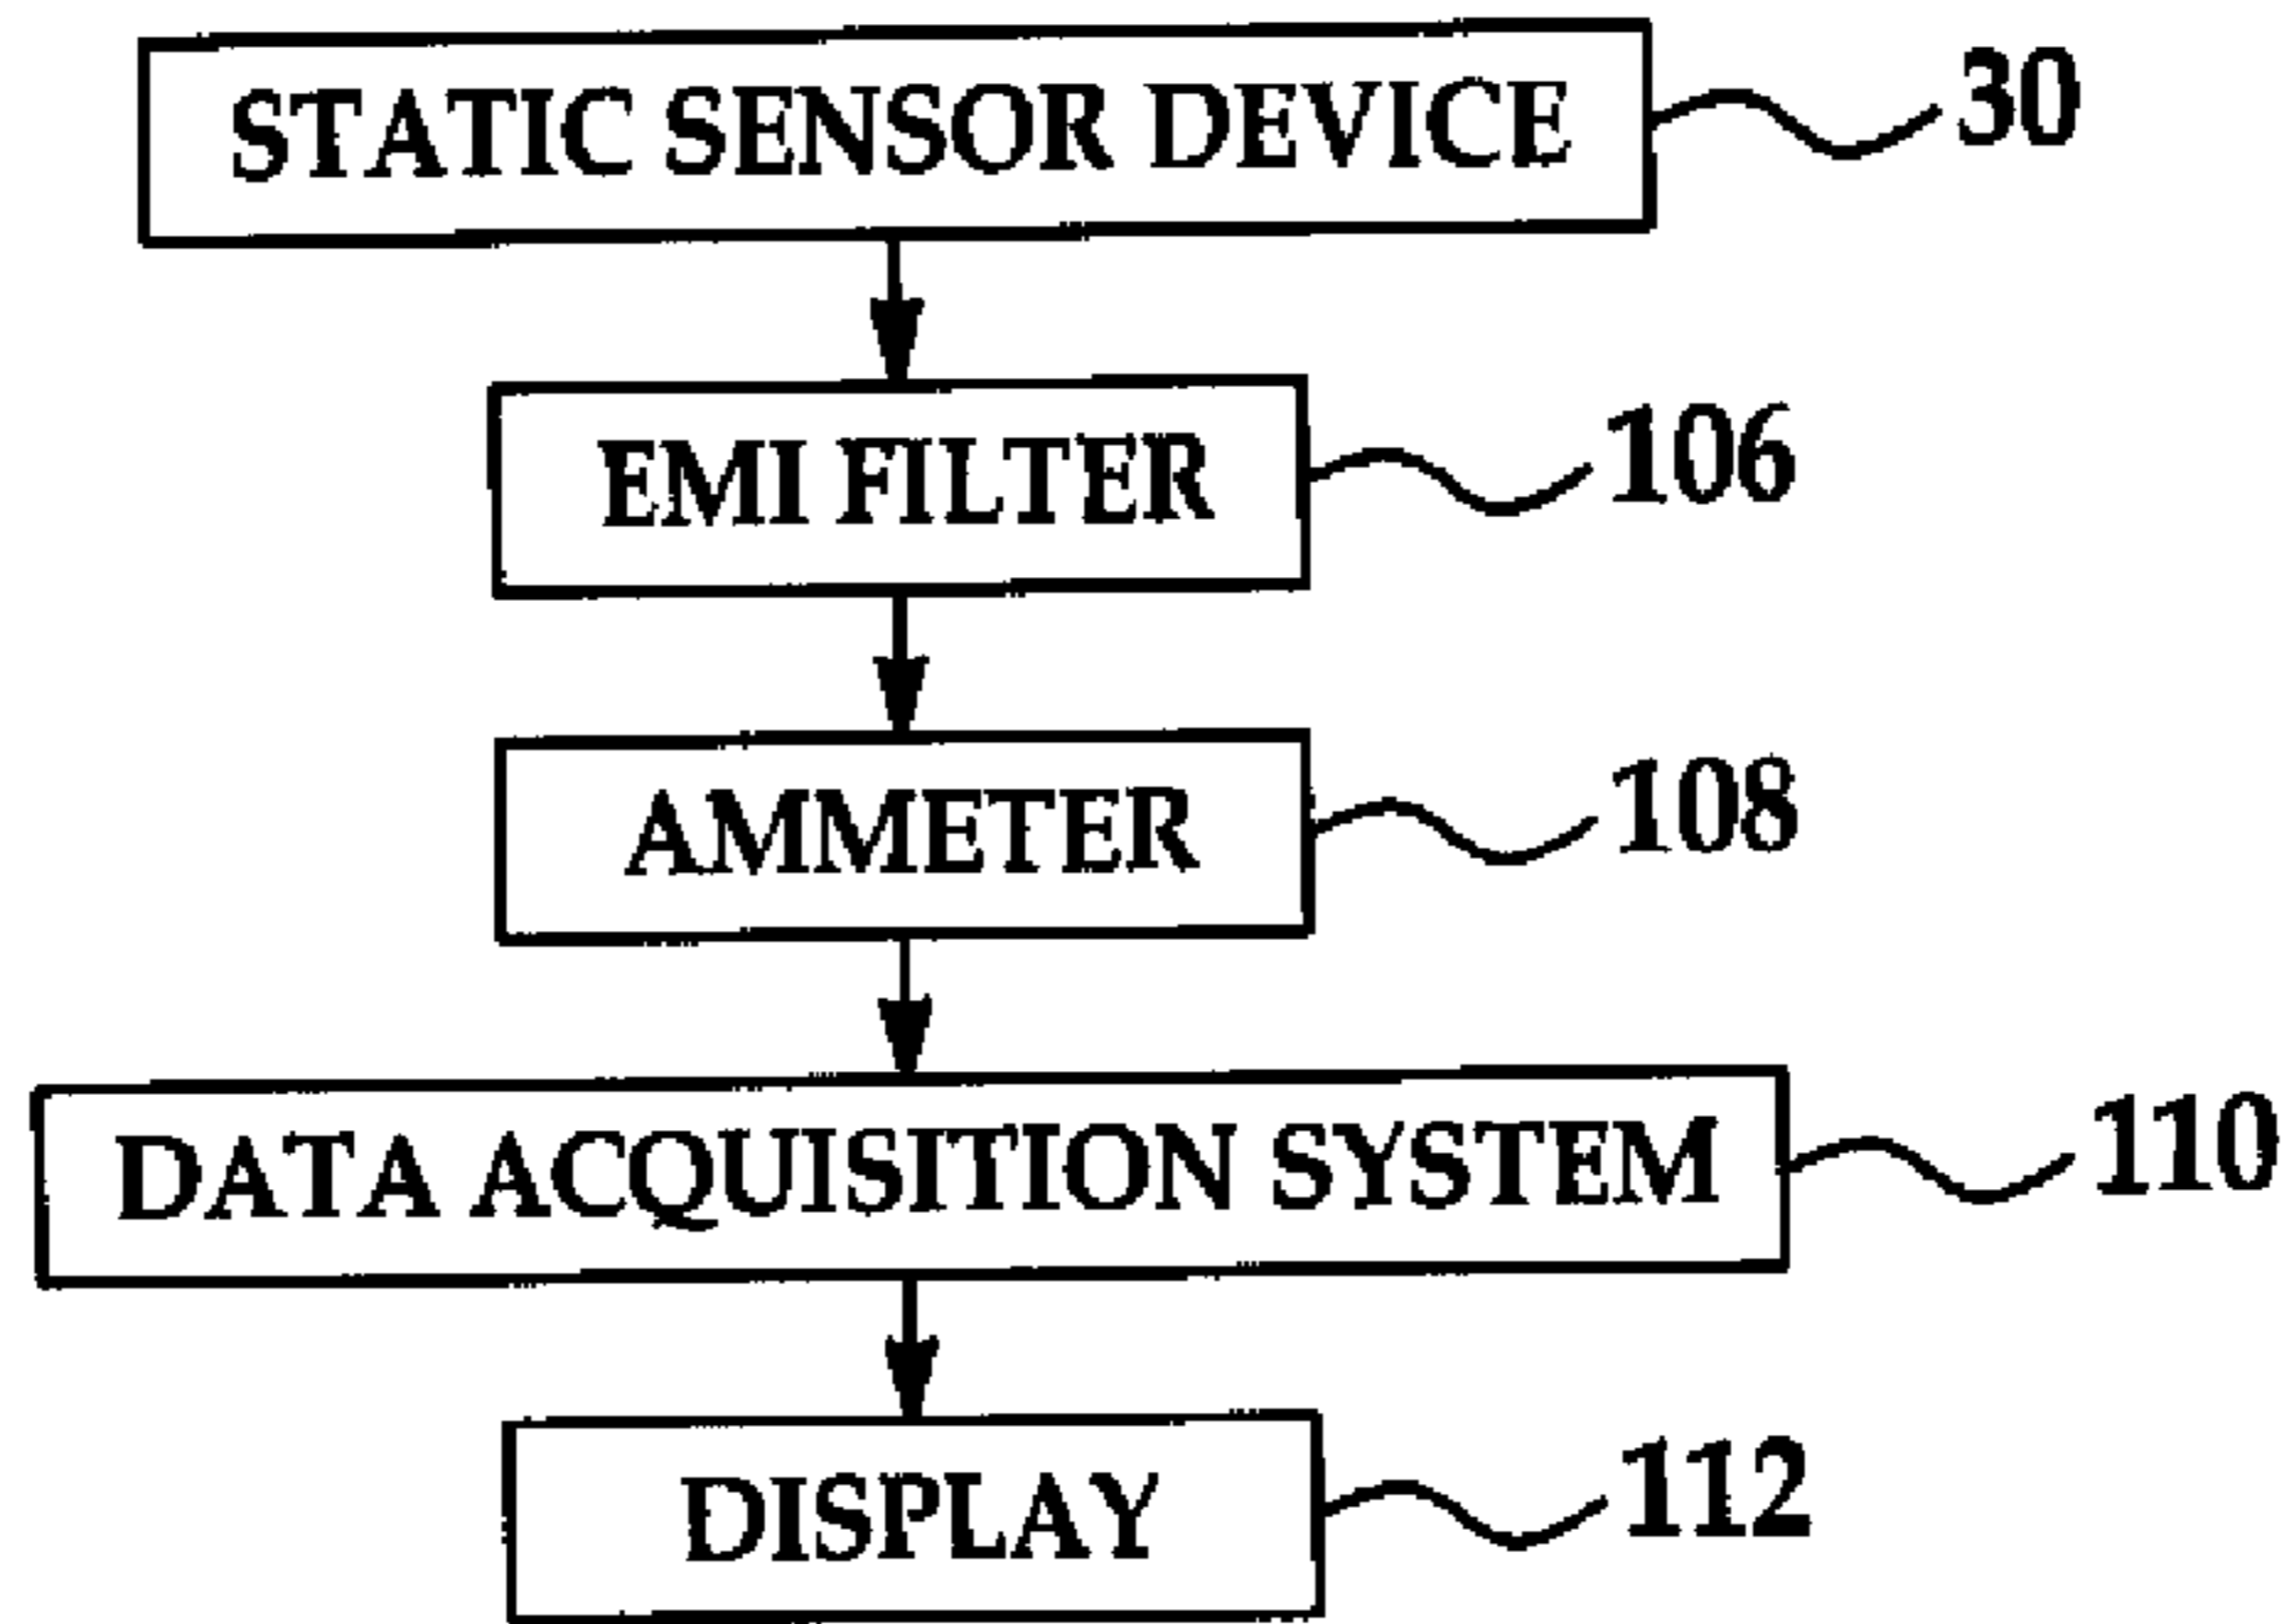 STATIC SENSOR DEVICE 30
EMI FILTER 106
AMMETER 108
DATA ACQUISITION SYSTEM 110
DISPLAY 112